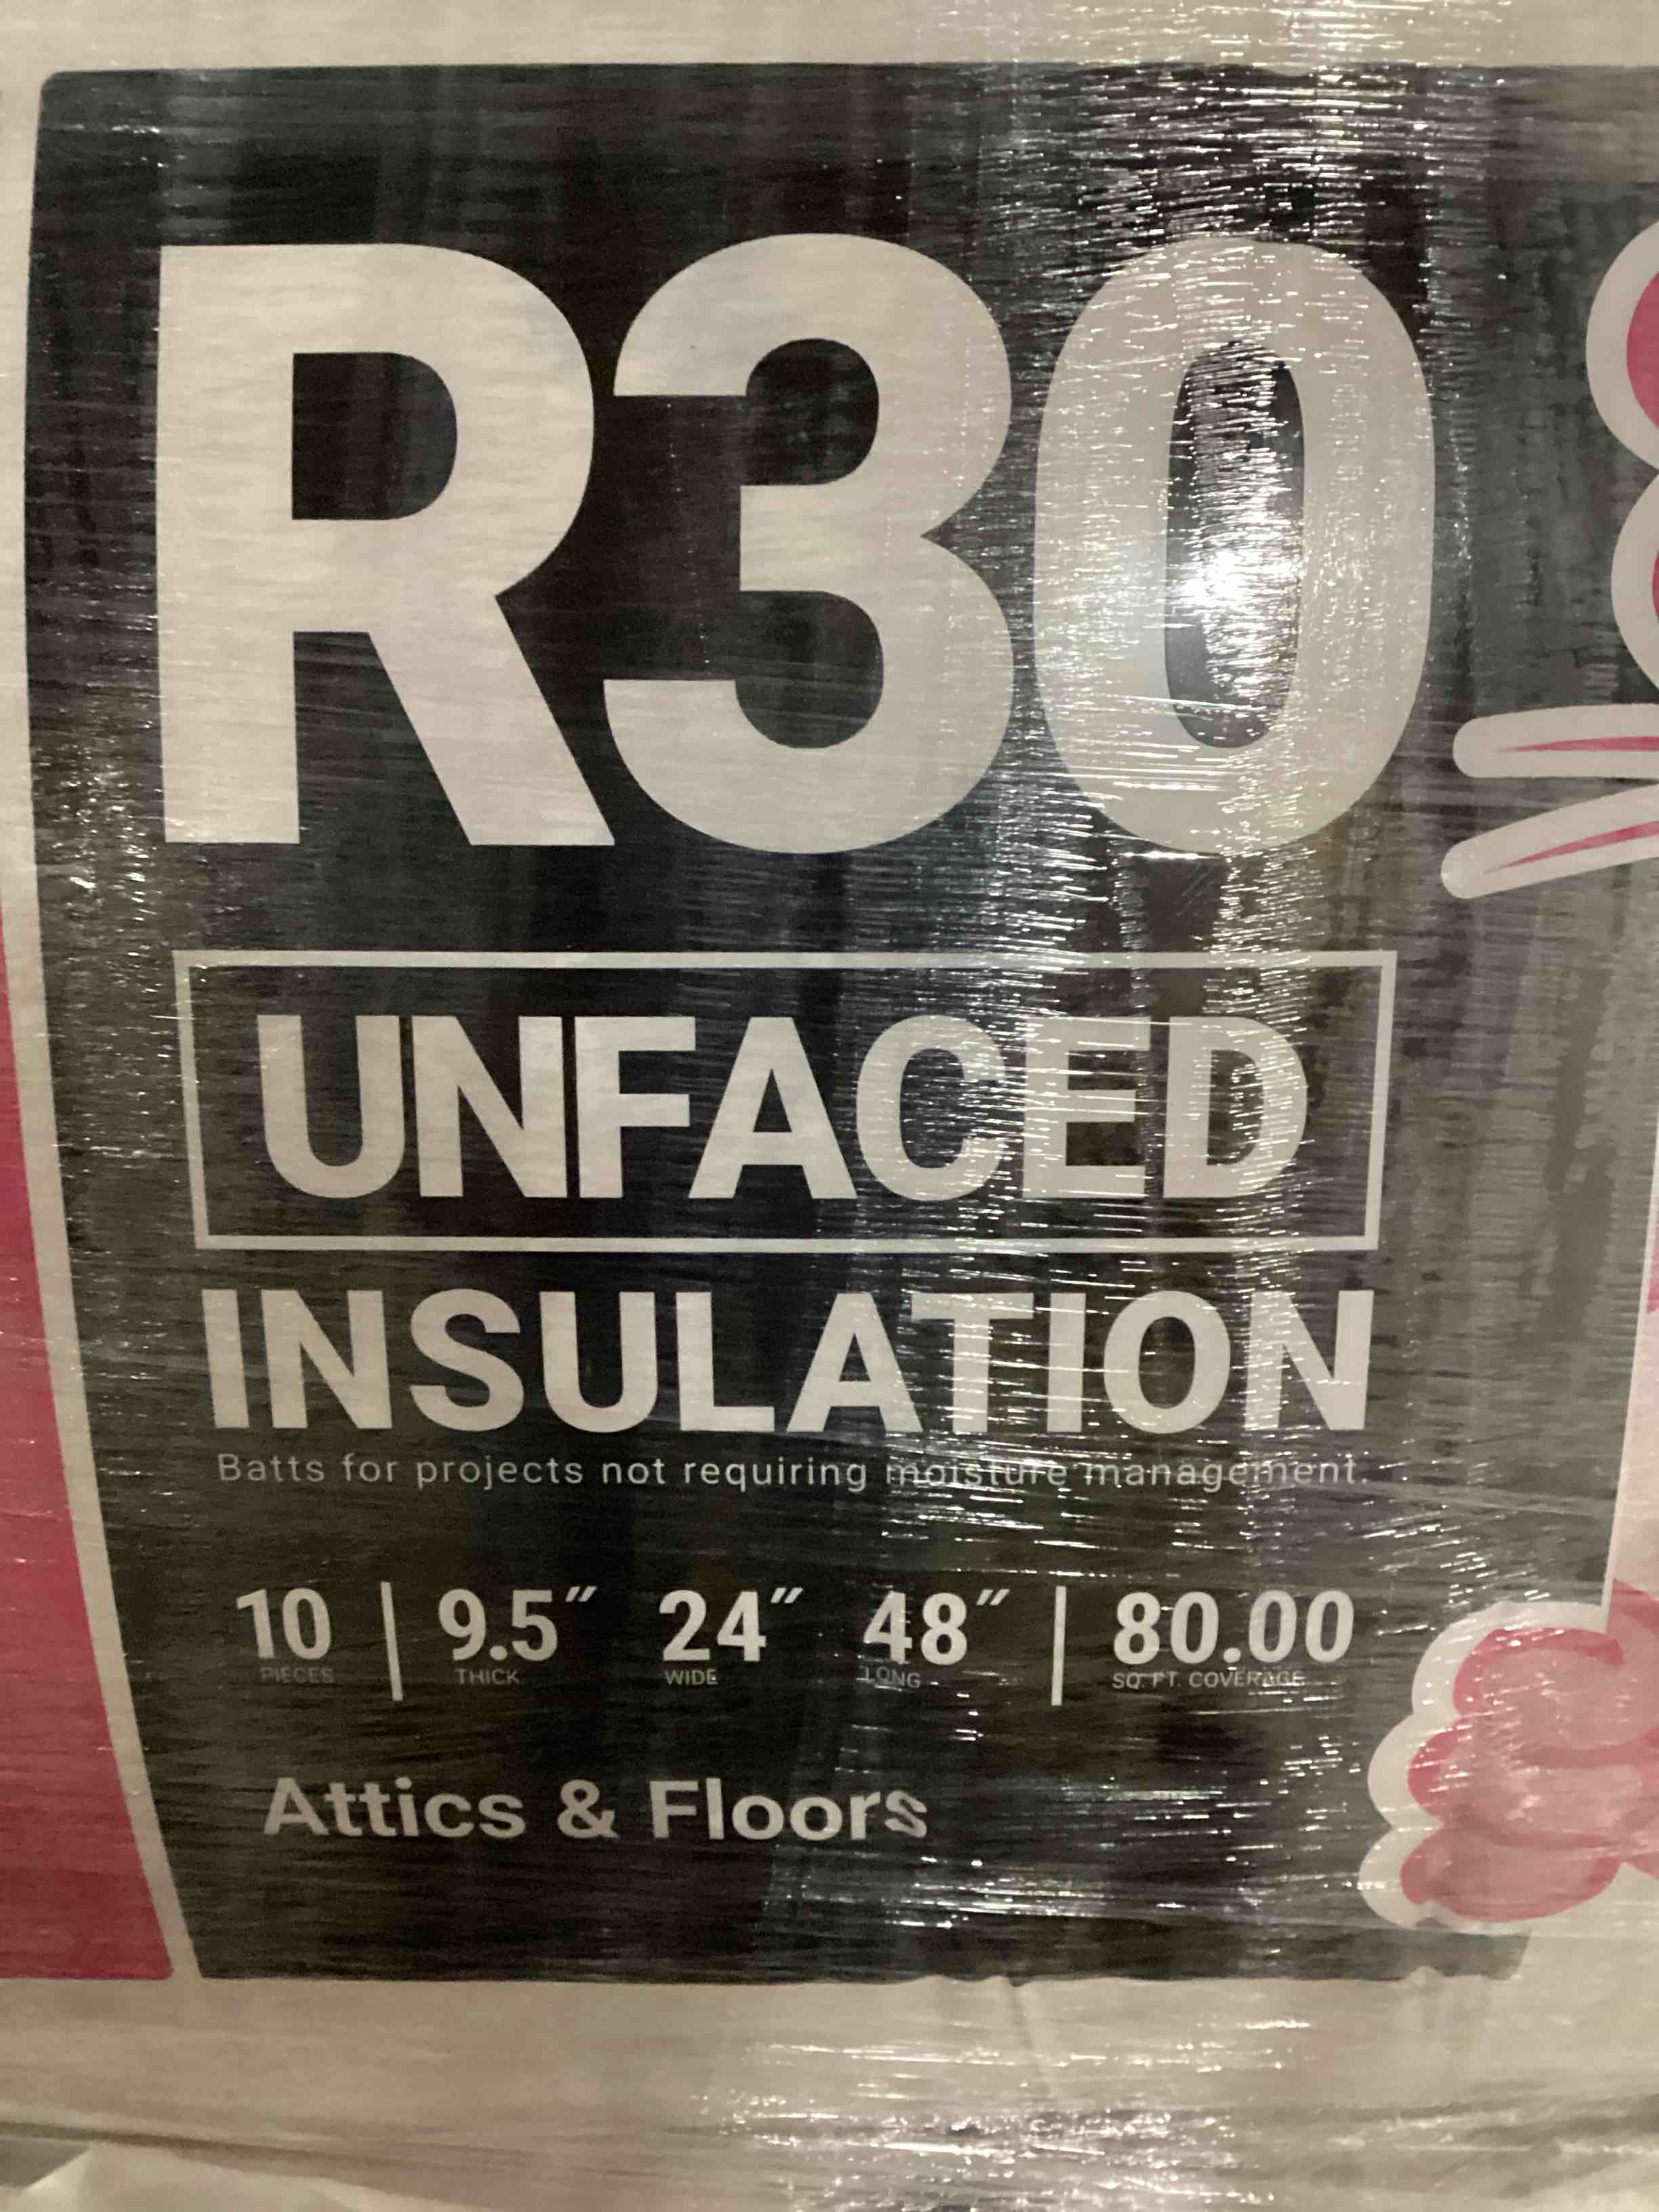 R30
UNFACED
INSULATION
Batts for projects not requiring moisture management.
10 | 9.5″ 24″ 48″ | 80.00
PIECES THICK WIDE LONG SQ. FT. COVERAGE
Attics & Floors